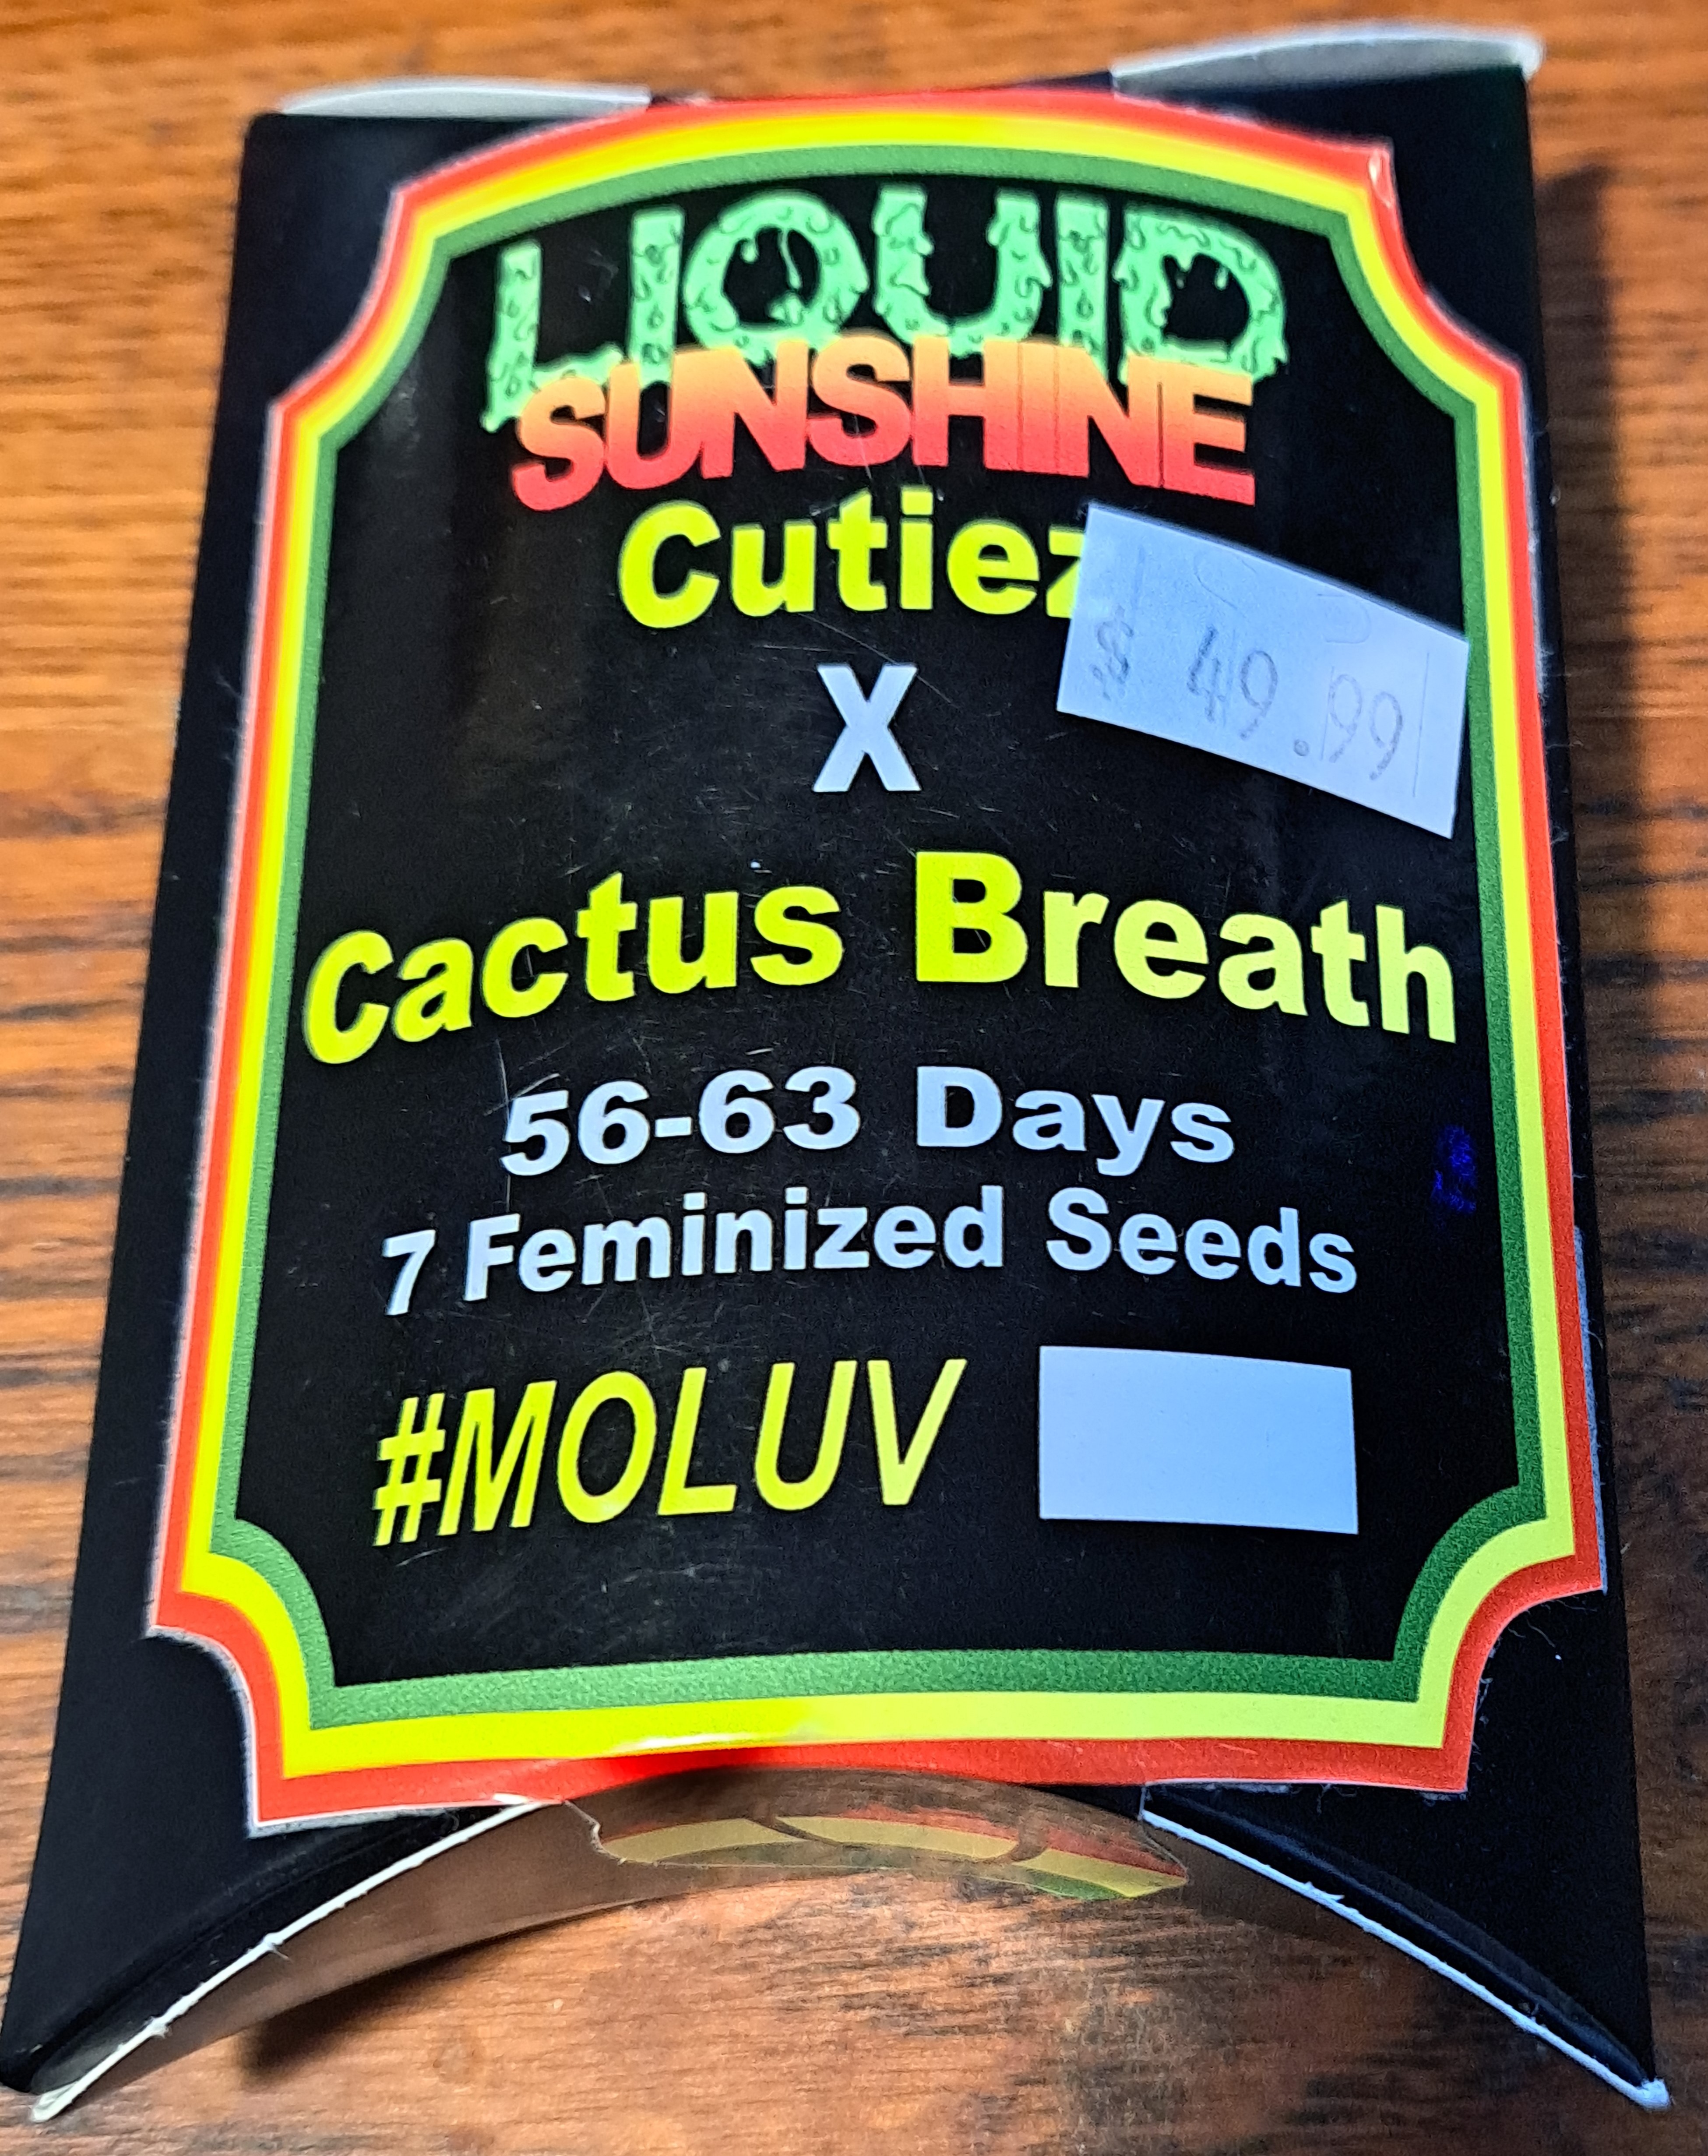 LIQUID
SUNSHINE
Cutiez
$ 49.99
X
Cactus Breath
56-63 Days
7 Feminized Seeds
#MOLUV